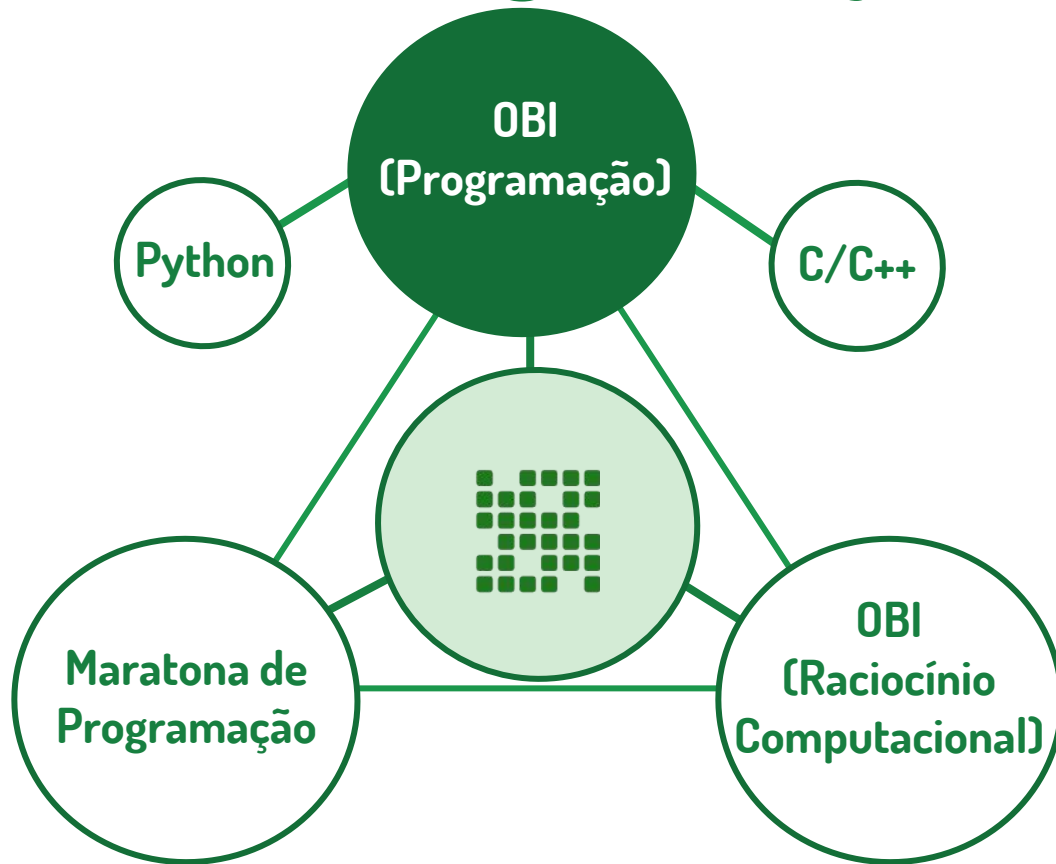 OBI
(Programação)
Python
C/C++
Maratona de
Programação
OBI
(Raciocínio
Computacional)